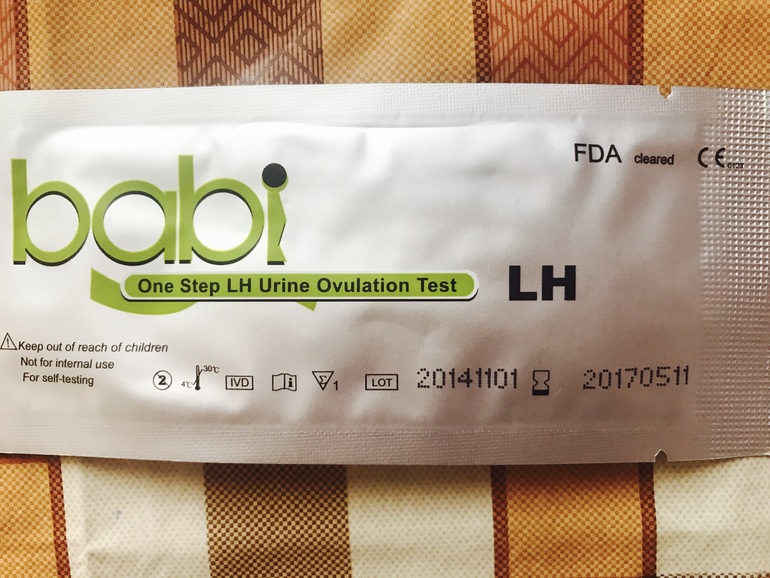 babi
FDA cleared CE 0123
One Step LH Urine Ovulation Test
LH
Keep out of reach of children
Not for internal use
For self-testing
2 4°C 30°C IVD i Σ 1 LOT 20141101 20170511